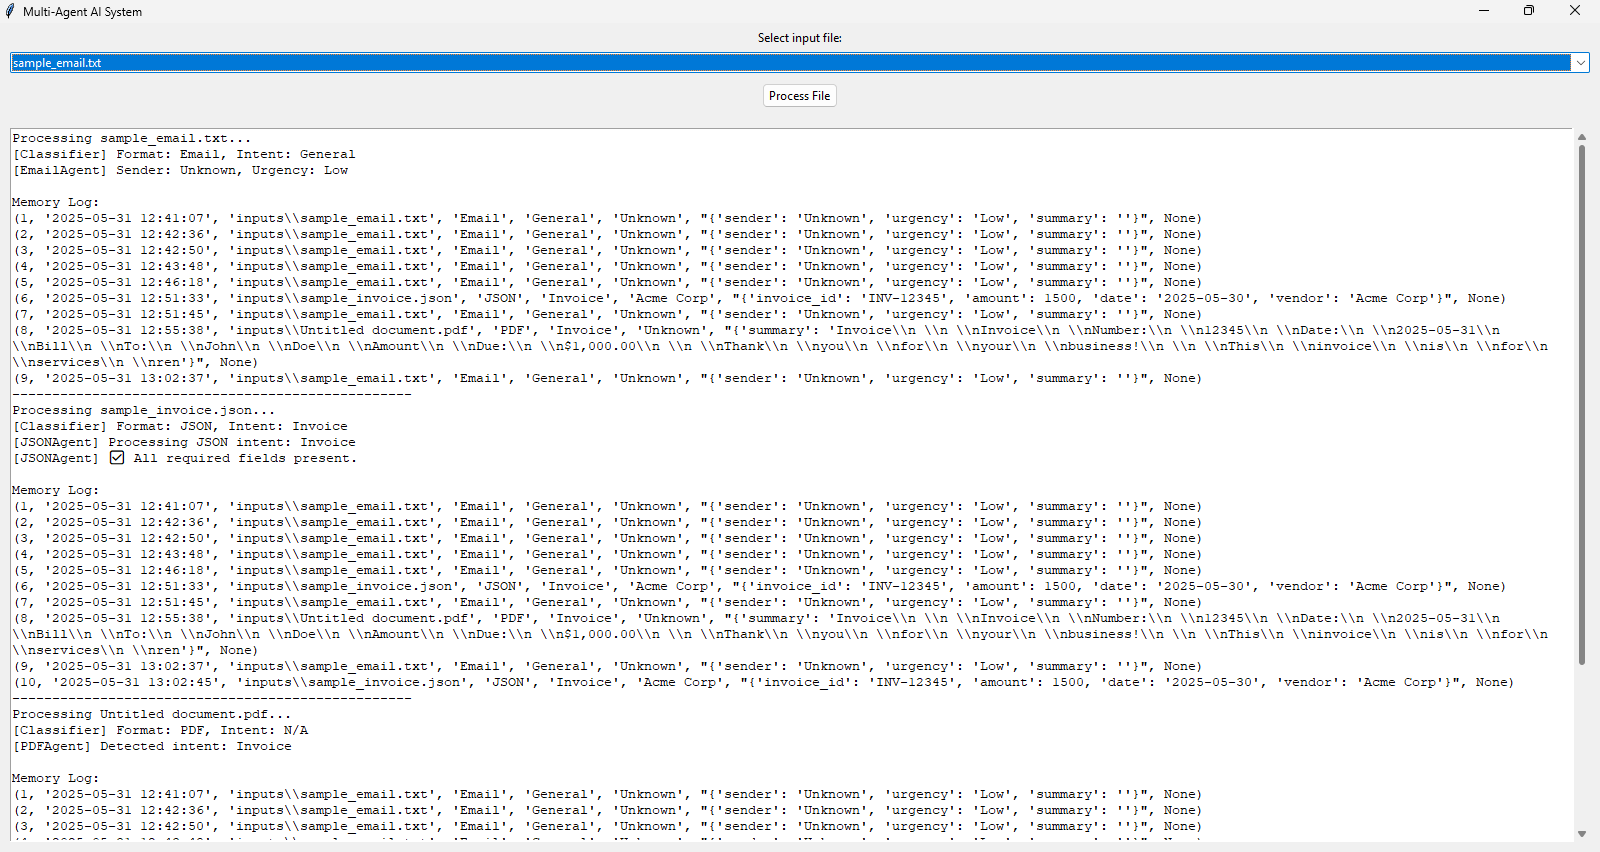 Multi-Agent AI System
Select input file:
sample_email.txt
Process File
Processing sample_email.txt...
[Classifier] Format: Email, Intent: General
[EmailAgent] Sender: Unknown, Urgency: Low
Memory Log:
(1, '2025-05-31 12:41:07', 'inputs\\sample_email.txt', 'Email', 'General', 'Unknown', "{'sender': 'Unknown', 'urgency': 'Low', 'summary': ''}", None)
(2, '2025-05-31 12:42:36', 'inputs\\sample_email.txt', 'Email', 'General', 'Unknown', "{'sender': 'Unknown', 'urgency': 'Low', 'summary': ''}", None)
(3, '2025-05-31 12:42:50', 'inputs\\sample_email.txt', 'Email', 'General', 'Unknown', "{'sender': 'Unknown', 'urgency': 'Low', 'summary': ''}", None)
(4, '2025-05-31 12:43:48', 'inputs\\sample_email.txt', 'Email', 'General', 'Unknown', "{'sender': 'Unknown', 'urgency': 'Low', 'summary': ''}", None)
(5, '2025-05-31 12:46:18', 'inputs\\sample_email.txt', 'Email', 'General', 'Unknown', "{'sender': 'Unknown', 'urgency': 'Low', 'summary': ''}", None)
(6, '2025-05-31 12:51:33', 'inputs\\sample_invoice.json', 'JSON', 'Invoice', 'Acme Corp', "{'invoice_id': 'INV-12345', 'amount': 1500, 'date': '2025-05-30', 'vendor': 'Acme Corp'}", None)
(7, '2025-05-31 12:51:45', 'inputs\\sample_email.txt', 'Email', 'General', 'Unknown', "{'sender': 'Unknown', 'urgency': 'Low', 'summary': ''}", None)
(8, '2025-05-31 12:55:38', 'inputs\\Untitled document.pdf', 'PDF', 'Invoice', 'Unknown', "{'summary': 'Invoice\\n \\n \\nInvoice\\n \\nNumber:\\n \\n12345\\n \\nDate:\\n \\n2025-05-31\\n
\\nBill\\n \\nTo:\\n \\nJohn\\n \\nDoe\\n \\nAmount\\n \\nDue:\\n \\n$1,000.00\\n \\n \\nThank\\n \\nyou\\n \\nfor\\n \\nyour\\n \\nbusiness!\\n \\n \\nThis\\n \\ninvoice\\n \\nis\\n \\nfor\\n
\\nservices\\n \\nren'}", None)
(9, '2025-05-31 13:02:37', 'inputs\\sample_email.txt', 'Email', 'General', 'Unknown', "{'sender': 'Unknown', 'urgency': 'Low', 'summary': ''}", None)
--------------------------------------------------
Processing sample_invoice.json...
[Classifier] Format: JSON, Intent: Invoice
[JSONAgent] Processing JSON intent: Invoice
[JSONAgent] ☑ All required fields present.
Memory Log:
(1, '2025-05-31 12:41:07', 'inputs\\sample_email.txt', 'Email', 'General', 'Unknown', "{'sender': 'Unknown', 'urgency': 'Low', 'summary': ''}", None)
(2, '2025-05-31 12:42:36', 'inputs\\sample_email.txt', 'Email', 'General', 'Unknown', "{'sender': 'Unknown', 'urgency': 'Low', 'summary': ''}", None)
(3, '2025-05-31 12:42:50', 'inputs\\sample_email.txt', 'Email', 'General', 'Unknown', "{'sender': 'Unknown', 'urgency': 'Low', 'summary': ''}", None)
(4, '2025-05-31 12:43:48', 'inputs\\sample_email.txt', 'Email', 'General', 'Unknown', "{'sender': 'Unknown', 'urgency': 'Low', 'summary': ''}", None)
(5, '2025-05-31 12:46:18', 'inputs\\sample_email.txt', 'Email', 'General', 'Unknown', "{'sender': 'Unknown', 'urgency': 'Low', 'summary': ''}", None)
(6, '2025-05-31 12:51:33', 'inputs\\sample_invoice.json', 'JSON', 'Invoice', 'Acme Corp', "{'invoice_id': 'INV-12345', 'amount': 1500, 'date': '2025-05-30', 'vendor': 'Acme Corp'}", None)
(7, '2025-05-31 12:51:45', 'inputs\\sample_email.txt', 'Email', 'General', 'Unknown', "{'sender': 'Unknown', 'urgency': 'Low', 'summary': ''}", None)
(8, '2025-05-31 12:55:38', 'inputs\\Untitled document.pdf', 'PDF', 'Invoice', 'Unknown', "{'summary': 'Invoice\\n \\n \\nInvoice\\n \\nNumber:\\n \\n12345\\n \\nDate:\\n \\n2025-05-31\\n
\\nBill\\n \\nTo:\\n \\nJohn\\n \\nDoe\\n \\nAmount\\n \\nDue:\\n \\n$1,000.00\\n \\n \\nThank\\n \\nyou\\n \\nfor\\n \\nyour\\n \\nbusiness!\\n \\n \\nThis\\n \\ninvoice\\n \\nis\\n \\nfor\\n
\\nservices\\n \\nren'}", None)
(9, '2025-05-31 13:02:37', 'inputs\\sample_email.txt', 'Email', 'General', 'Unknown', "{'sender': 'Unknown', 'urgency': 'Low', 'summary': ''}", None)
(10, '2025-05-31 13:02:45', 'inputs\\sample_invoice.json', 'JSON', 'Invoice', 'Acme Corp', "{'invoice_id': 'INV-12345', 'amount': 1500, 'date': '2025-05-30', 'vendor': 'Acme Corp'}", None)
--------------------------------------------------
Processing Untitled document.pdf...
[Classifier] Format: PDF, Intent: N/A
[PDFAgent] Detected intent: Invoice
Memory Log:
(1, '2025-05-31 12:41:07', 'inputs\\sample_email.txt', 'Email', 'General', 'Unknown', "{'sender': 'Unknown', 'urgency': 'Low', 'summary': ''}", None)
(2, '2025-05-31 12:42:36', 'inputs\\sample_email.txt', 'Email', 'General', 'Unknown', "{'sender': 'Unknown', 'urgency': 'Low', 'summary': ''}", None)
(3, '2025-05-31 12:42:50', 'inputs\\sample_email.txt', 'Email', 'General', 'Unknown', "{'sender': 'Unknown', 'urgency': 'Low', 'summary': ''}", None)